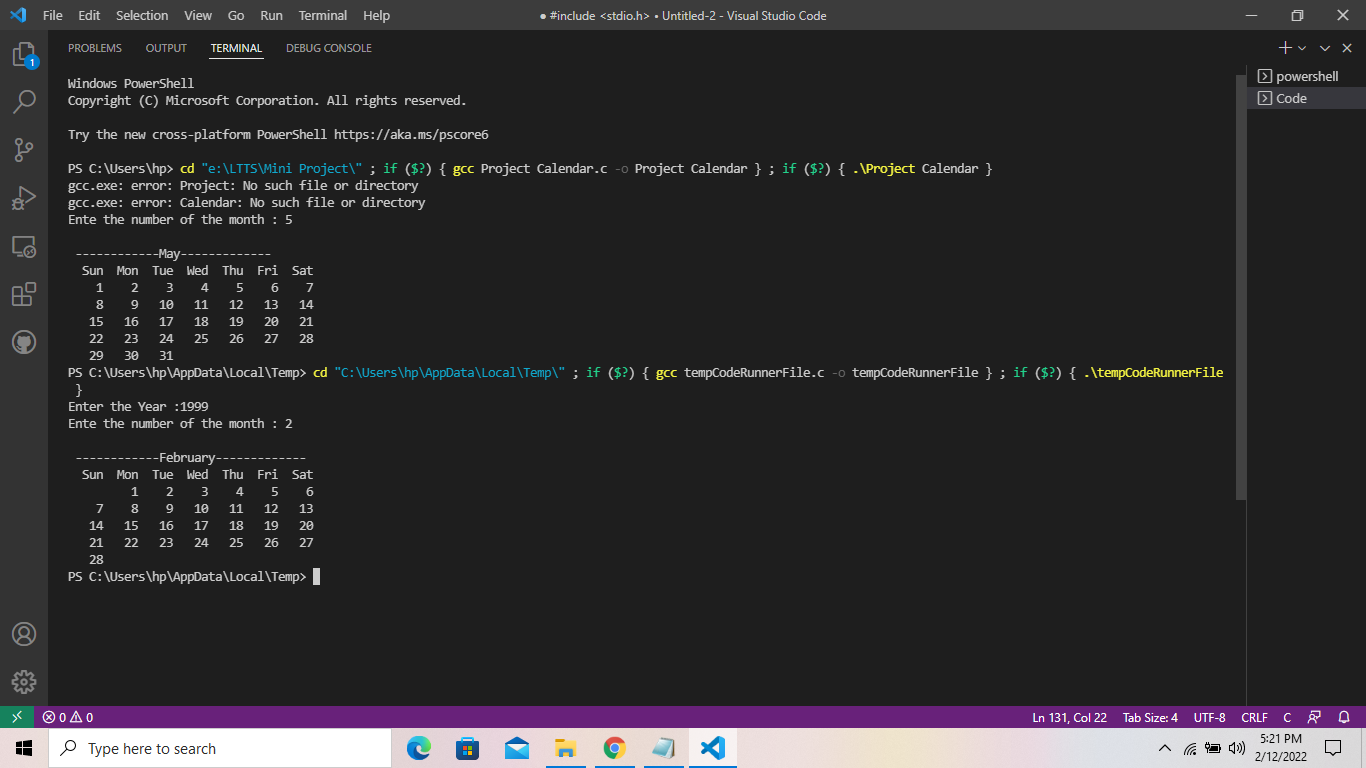 File Edit Selection View Go Run Terminal Help ● #include <stdio.h> • Untitled-2 - Visual Studio Code
PROBLEMS OUTPUT TERMINAL DEBUG CONSOLE
1
powershell
Code
Windows PowerShell
Copyright (C) Microsoft Corporation. All rights reserved.
Try the new cross-platform PowerShell https://aka.ms/pscore6
PS C:\Users\hp> cd "e:\LTTS\Mini Project\" ; if ($?) { gcc Project Calendar.c -o Project Calendar } ; if ($?) { .\Project Calendar }
gcc.exe: error: Project: No such file or directory
gcc.exe: error: Calendar: No such file or directory
Ente the number of the month : 5
------------May-------------
Sun Mon Tue Wed Thu Fri Sat
1 2 3 4 5 6 7
8 9 10 11 12 13 14
15 16 17 18 19 20 21
22 23 24 25 26 27 28
29 30 31
PS C:\Users\hp\AppData\Local\Temp> cd "C:\Users\hp\AppData\Local\Temp\" ; if ($?) { gcc tempCodeRunnerFile.c -o tempCodeRunnerFile } ; if ($?) { .\tempCodeRunnerFile
}
Enter the Year :1999
Ente the number of the month : 2
------------February-------------
Sun Mon Tue Wed Thu Fri Sat
1 2 3 4 5 6
7 8 9 10 11 12 13
14 15 16 17 18 19 20
21 22 23 24 25 26 27
28
PS C:\Users\hp\AppData\Local\Temp>
0 0 Ln 131, Col 22 Tab Size: 4 UTF-8 CRLF C
Type here to search
5:21 PM
2/12/2022